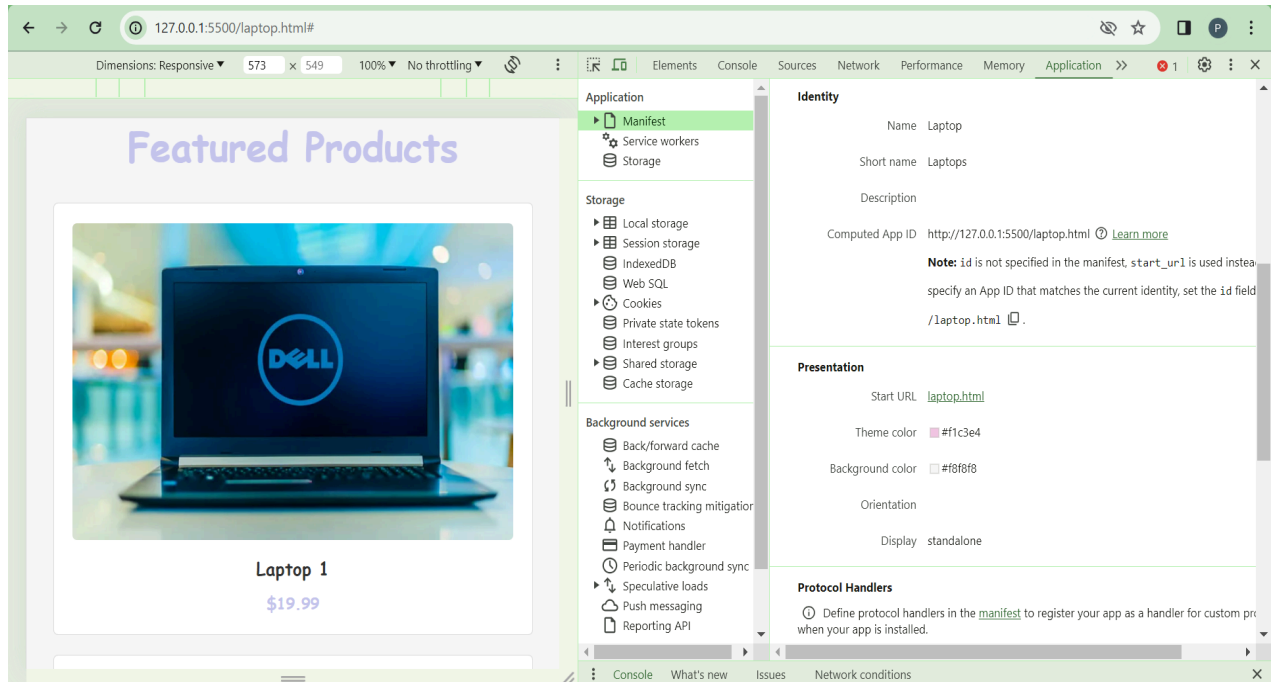 127.0.0.1:5500/laptop.html#
P
Dimensions: Responsive 573 × 549 100% No throttling
Elements Console Sources Network Performance Memory Application 1
Featured Products
DELL
Laptop 1
$19.99
Application
Manifest
Service workers
Storage
Storage
Local storage
Session storage
IndexedDB
Web SQL
Cookies
Private state tokens
Interest groups
Shared storage
Cache storage
Background services
Back/forward cache
Background fetch
Background sync
Bounce tracking mitigation
Notifications
Payment handler
Periodic background sync
Speculative loads
Push messaging
Reporting API
Identity
Name Laptop
Short name Laptops
Description
Computed App ID http://127.0.0.1:5500/laptop.html Learn more
Note: id is not specified in the manifest, start_url is used instea
specify an App ID that matches the current identity, set the id field
/laptop.html .
Presentation
Start URL laptop.html
Theme color #f1c3e4
Background color #f8f8f8
Orientation
Display standalone
Protocol Handlers
Define protocol handlers in the manifest to register your app as a handler for custom pro
when your app is installed.
Console What's new Issues Network conditions